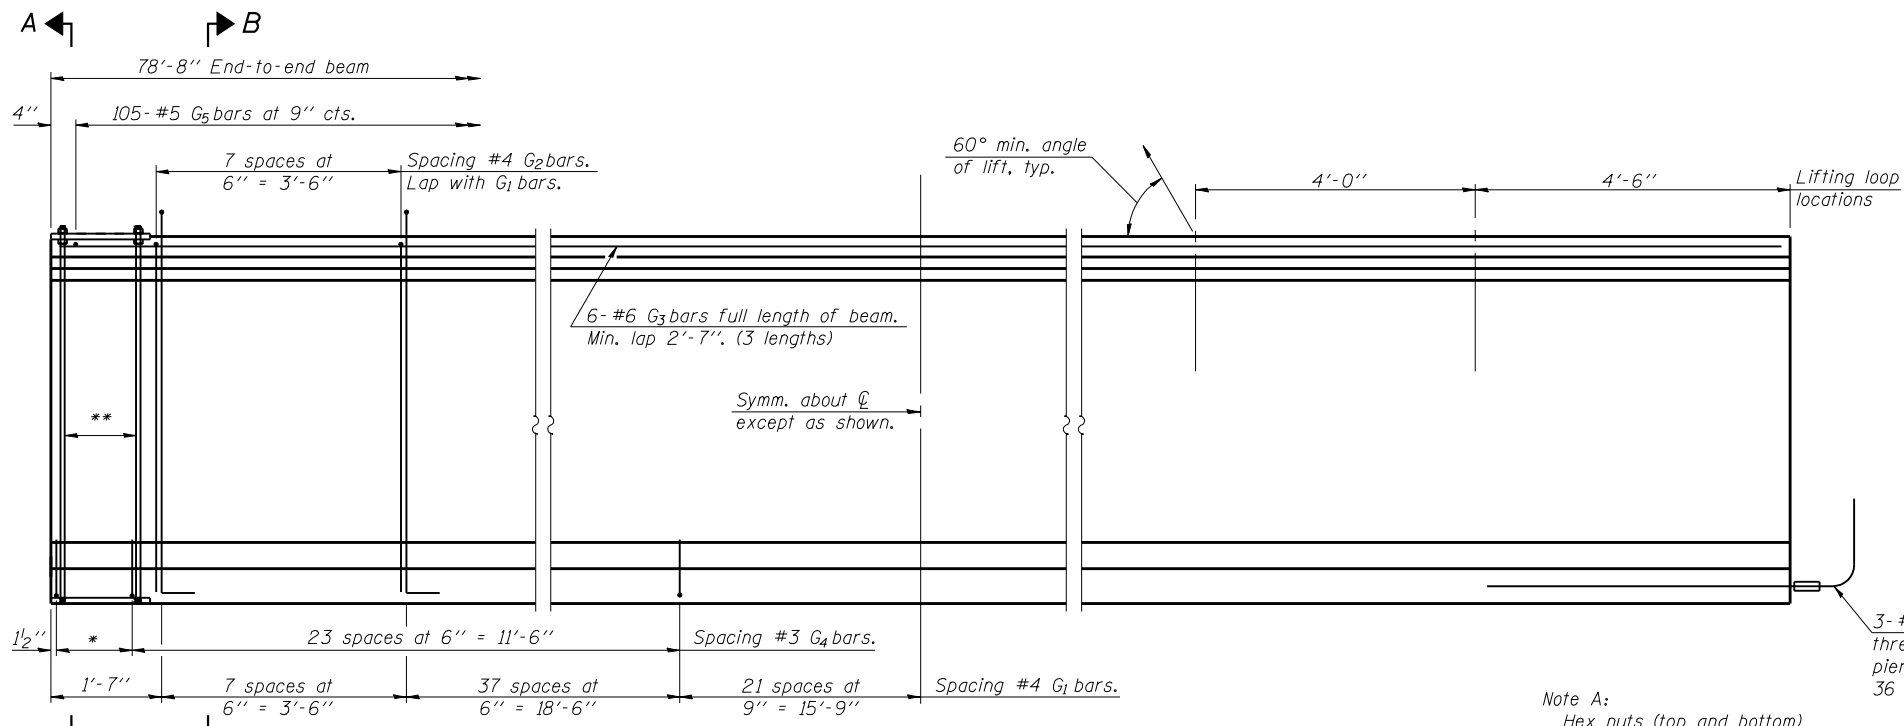 A B
78'-8" End-to-end beam
4" 105-#5 G5 bars at 9" cts.
7 spaces at
6" = 3'-6"
Spacing #4 G2 bars.
Lap with G1 bars.
60° min. angle
of lift, typ.
4'-0" 4'-6" Lifting loop
locations
6-#6 G3 bars full length of beam.
Min. lap 2'-7". (3 lengths)
**
Symm. about ℄
except as shown.
1½" * 23 spaces at 6" = 11'-6" Spacing #3 G4 bars.
1'-7"
7 spaces at
6" = 3'-6"
37 spaces at
6" = 18'-6"
21 spaces at
9" = 15'-9"
Spacing #4 G1 bars.
3-#
thre
pier
36
Note A:
Hex nuts (top and bottom)